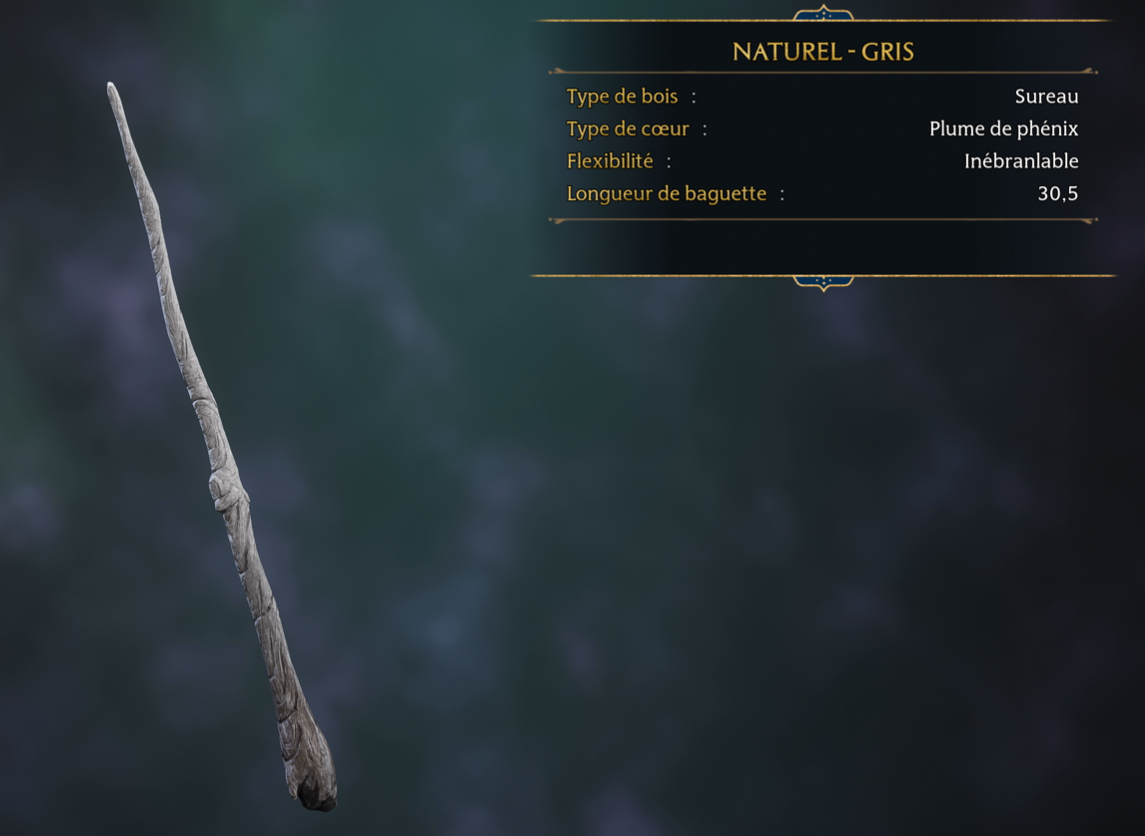 NATUREL - GRIS
Type de bois : Sureau
Type de cœur : Plume de phénix
Flexibilité : Inébranlable
Longueur de baguette : 30,5